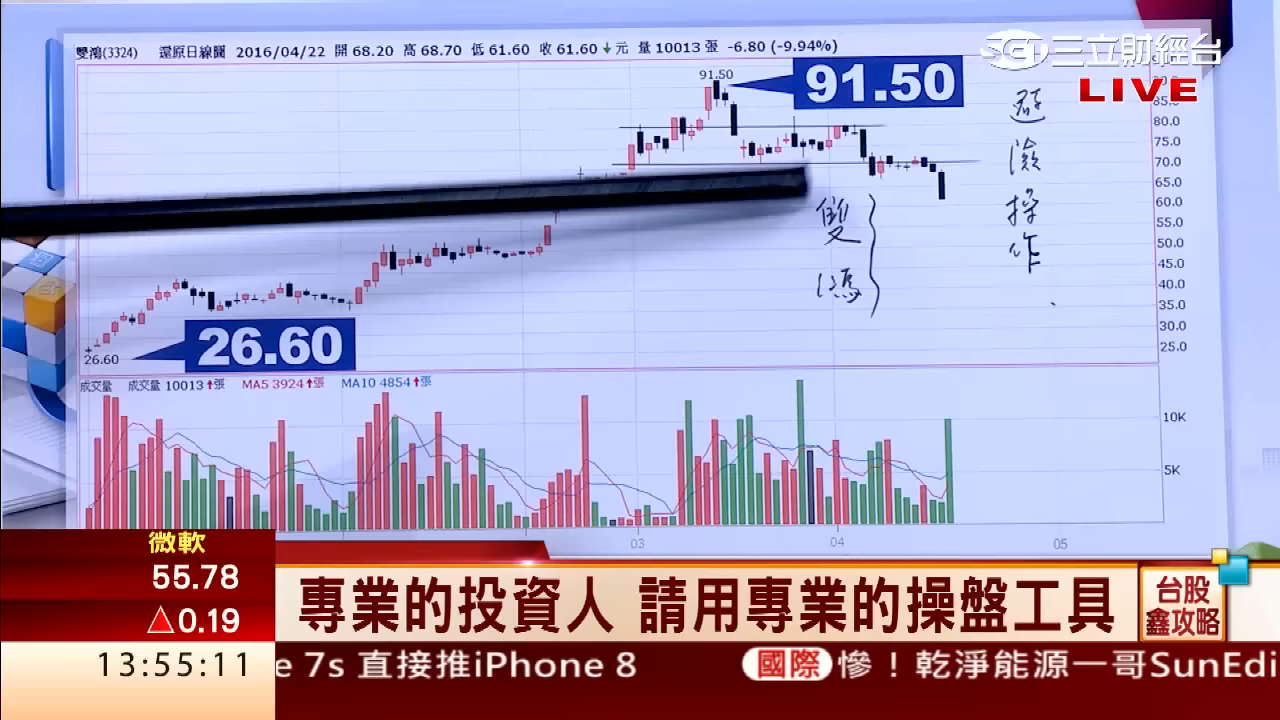 雙鴻(3324) 還原日線圖 2016/04/22 開 68.20 高 68.70 低 61.60 收 61.60↓元 量 10013 張 -6.80 (-9.94%)
三立財經台
LIVE
91.50
91.50
避險操作
雙鴻
85.0
80.0
75.0
70.0
65.0
60.0
55.0
50.0
45.0
40.0
35.0
30.0
25.0
26.60
26.60
成交量 成交量 10013↑張 MA5 3924↑張 MA10 4854↑張
10K
5K
03 04 05
微軟
55.78
△0.19
13:55:11
專業的投資人 請用專業的操盤工具
台股
鑫攻略
e 7s 直接推iPhone 8 國際 慘！乾淨能源一哥SunEdi